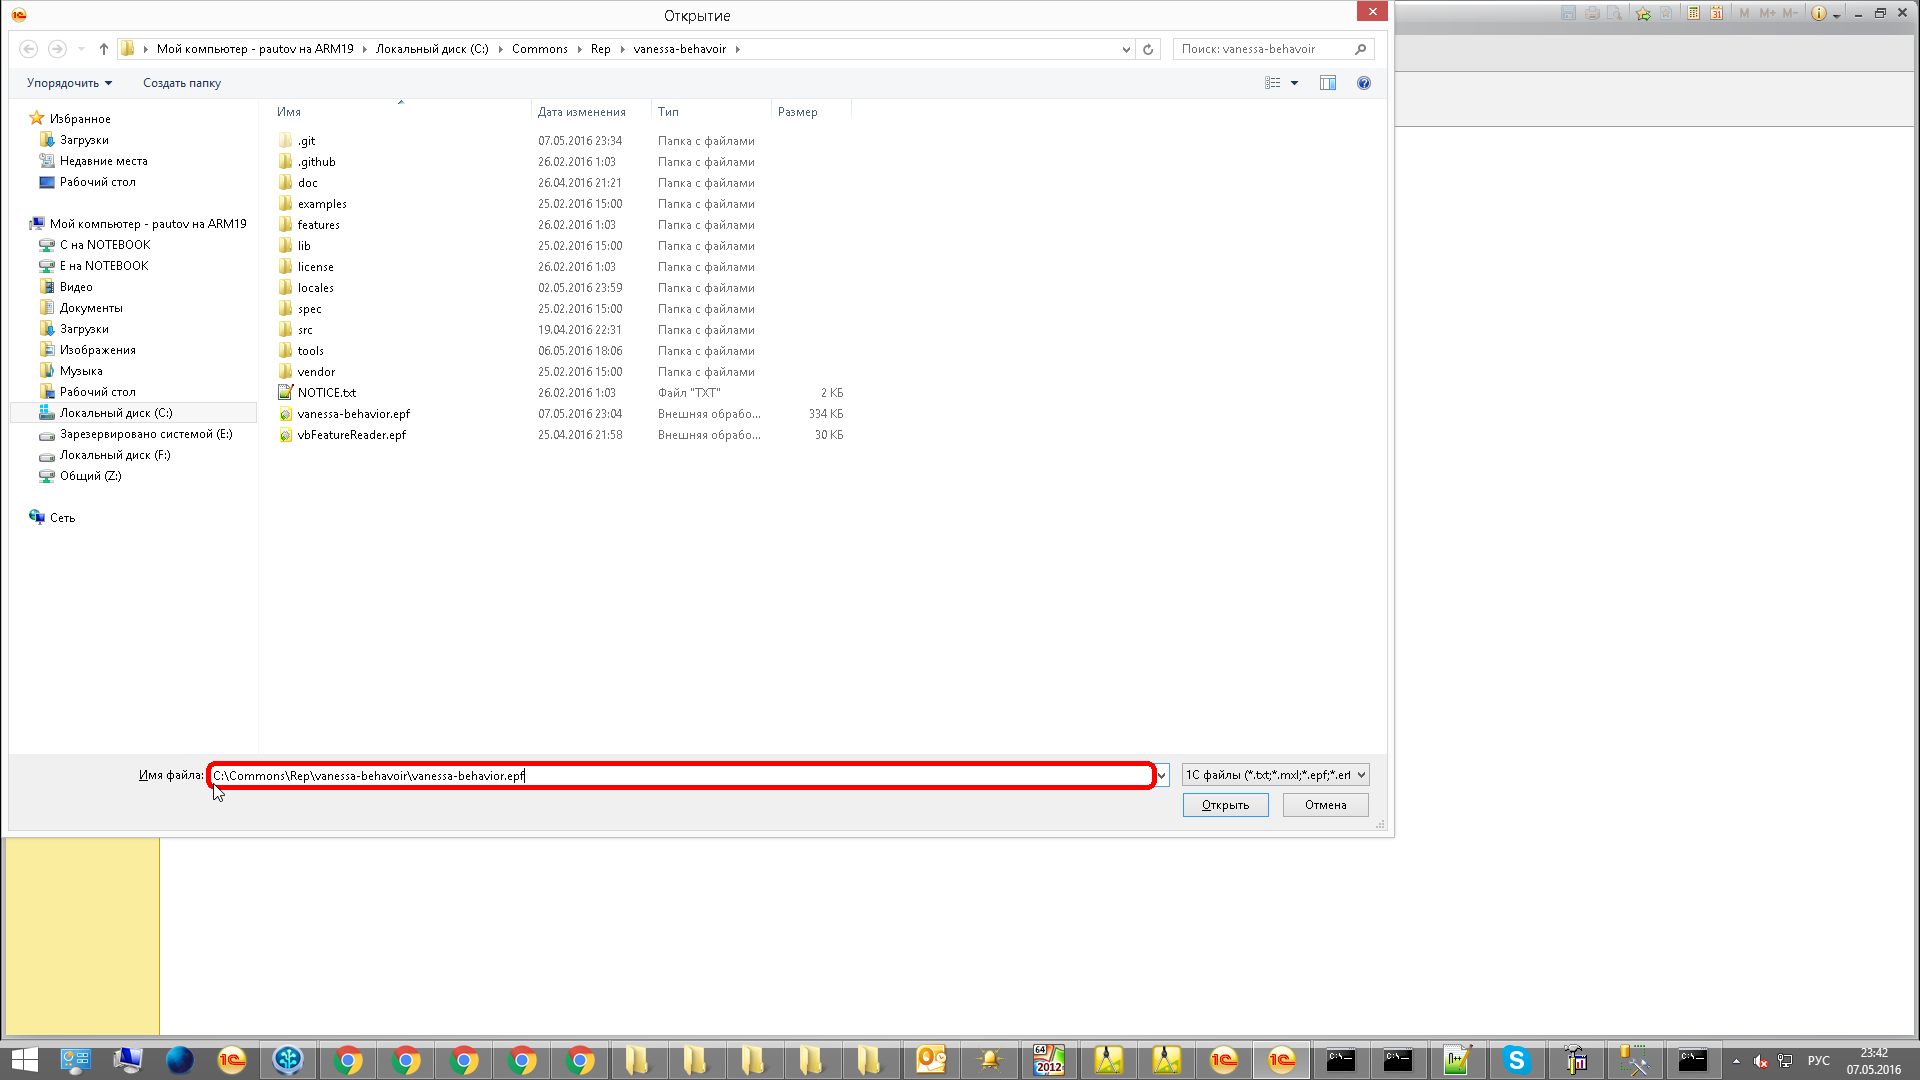 Открытие
Мой компьютер - pautov на ARM19 Локальный диск (C:) Commons Rep vanessa-behavoir
Поиск: vanessa-behavoir
Упорядочить Создать папку
M M+ M-
31
Имя Дата изменения Тип Размер
Избранное
Загрузки
Недавние места
Рабочий стол
Мой компьютер - pautov на ARM19
C на NOTEBOOK
E на NOTEBOOK
Видео
Документы
Загрузки
Изображения
Музыка
Рабочий стол
Локальный диск (C:)
Зарезервировано системой (E:)
Локальный диск (F:)
Общий (Z:)
Сеть
.git 07.05.2016 23:34 Папка с файлами
.github 26.02.2016 1:03 Папка с файлами
doc 26.04.2016 21:21 Папка с файлами
examples 25.02.2016 15:00 Папка с файлами
features 26.02.2016 1:03 Папка с файлами
lib 25.02.2016 15:00 Папка с файлами
license 26.02.2016 1:03 Папка с файлами
locales 02.05.2016 23:59 Папка с файлами
spec 25.02.2016 15:00 Папка с файлами
src 19.04.2016 22:31 Папка с файлами
tools 06.05.2016 18:06 Папка с файлами
vendor 25.02.2016 15:00 Папка с файлами
NOTICE.txt 26.02.2016 1:03 Файл "TXT" 2 КБ
vanessa-behavior.epf 07.05.2016 23:04 Внешняя обрабо... 334 КБ
vbFeatureReader.epf 25.04.2016 21:58 Внешняя обрабо... 30 КБ
Имя файла: C:\Commons\Rep\vanessa-behavoir\vanessa-behavior.epf
1С файлы (*.txt;*.mxl;*.epf;*.erf
Открыть Отмена
64
2012
C:\
C:\
C:\
РУС
23:42
07.05.2016